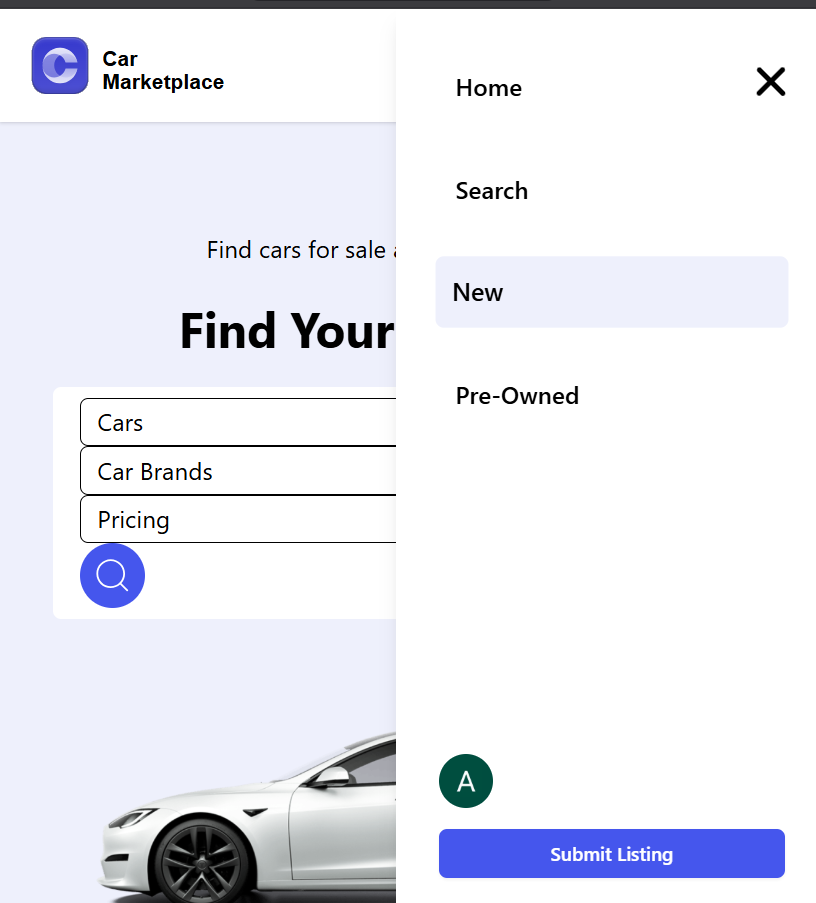 Car
Marketplace
Find cars for sale
Find Your
Cars
Car Brands
Pricing
Home
Search
New
Pre-Owned
A
Submit Listing